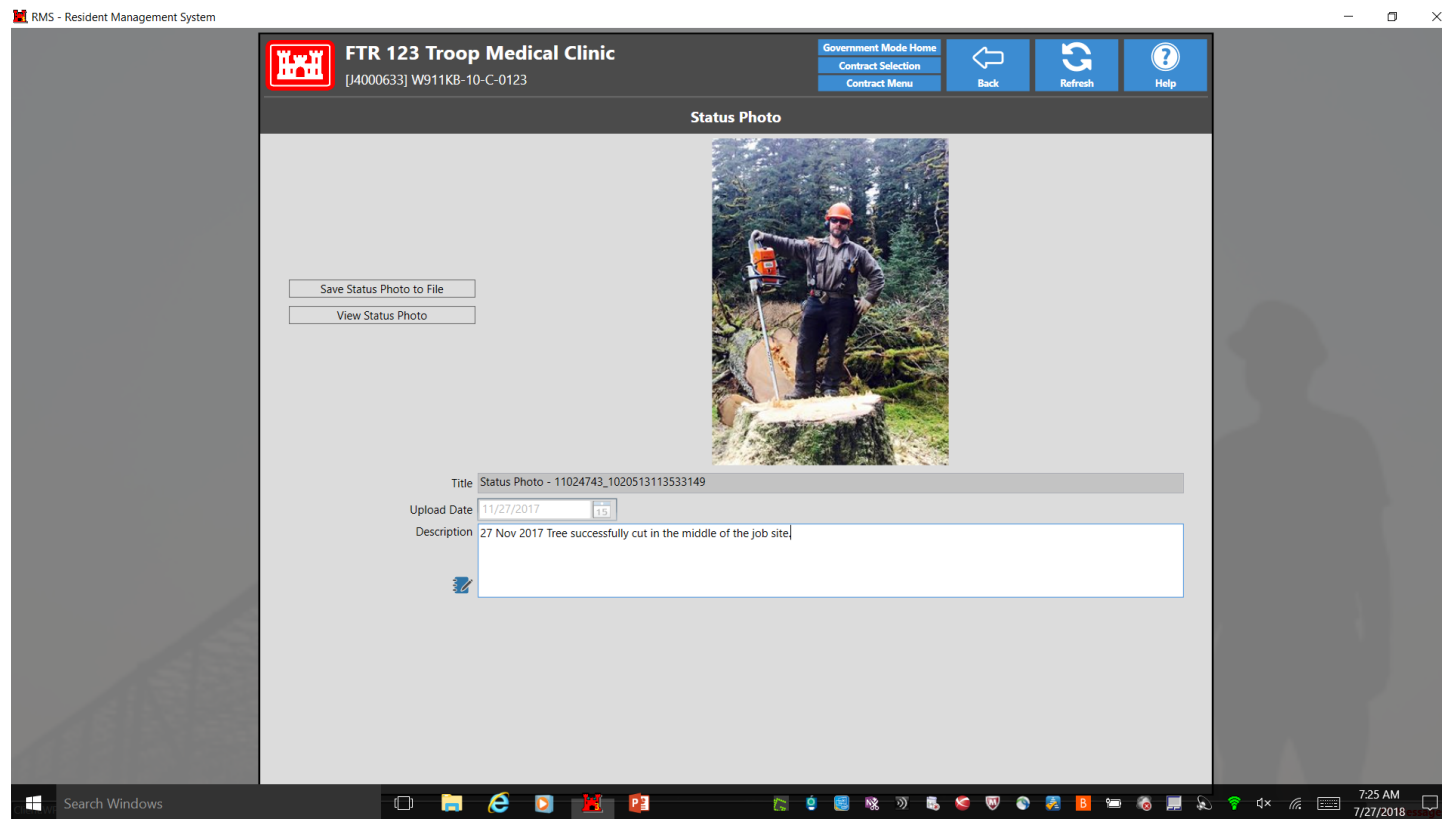 RMS - Resident Management System
FTR 123 Troop Medical Clinic
[J4000633] W911KB-10-C-0123
Government Mode Home
Contract Selection
Contract Menu
Back
Refresh
Help
Status Photo
Save Status Photo to File
View Status Photo
Title Status Photo - 11024743_1020513113533149
Upload Date 11/27/2017 15
Description 27 Nov 2017 Tree successfully cut in the middle of the job site.
Search Windows
7:25 AM
7/27/2018